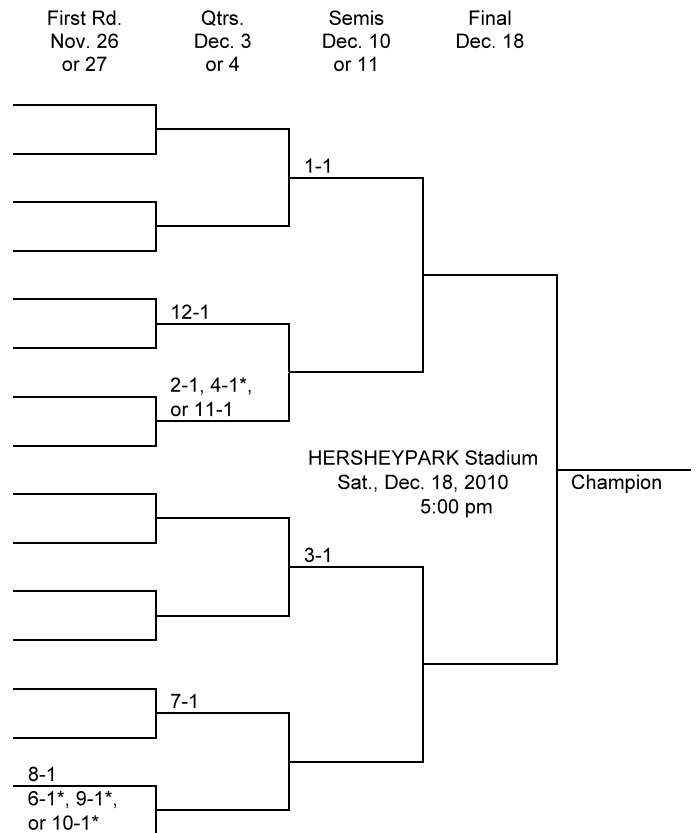 First Rd. Qtrs. Semis Final
Nov. 26 Dec. 3 Dec. 10 Dec. 18
or 27 or 4 or 11
1-1
12-1
2-1, 4-1*,
or 11-1
HERSHEYPARK Stadium
Sat., Dec. 18, 2010
Champion
5:00 pm
3-1
7-1
8-1
6-1*, 9-1*,
or 10-1*